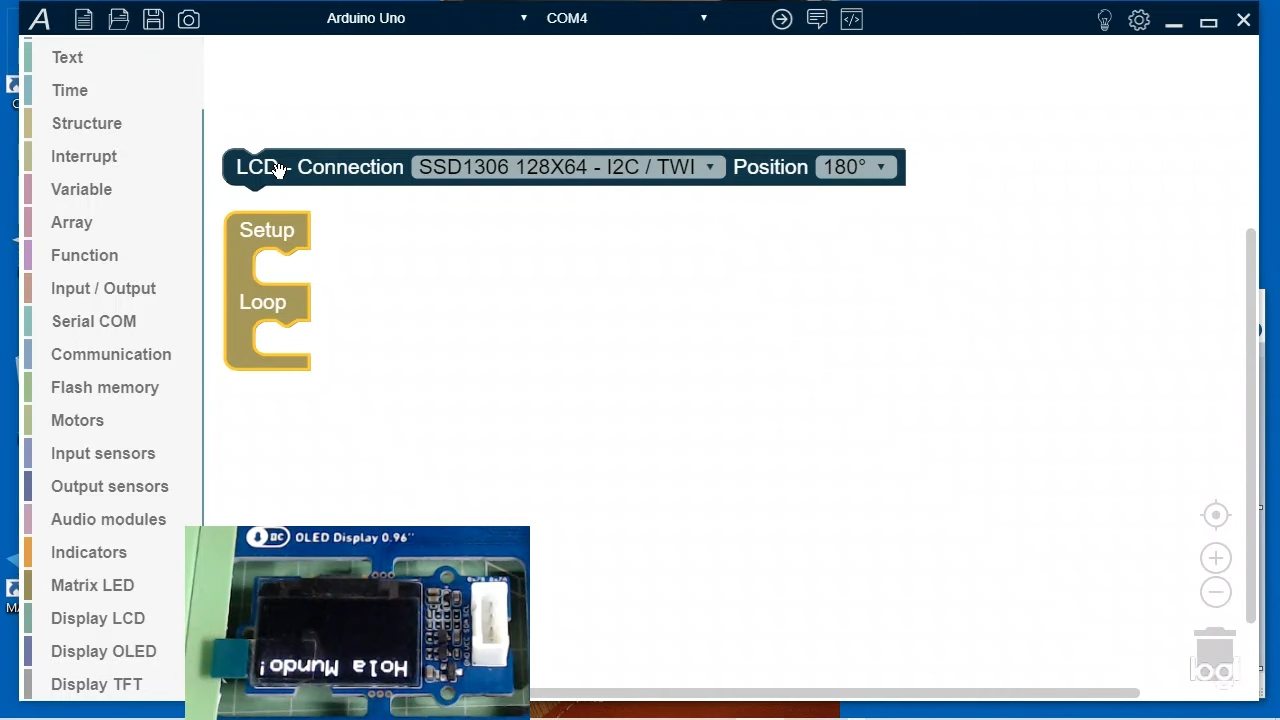 Arduino Uno
COM4
Text
Time
Structure
Interrupt
Variable
Array
Function
Input / Output
Serial COM
Communication
Flash memory
Motors
Input sensors
Output sensors
Audio modules
Indicators
Matrix LED
Display LCD
Display OLED
Display TFT
LCD - Connection SSD1306 128X64 - I2C / TWI Position 180°
Setup
Loop
IIC OLED Display 0.96"
Hola Mundo!